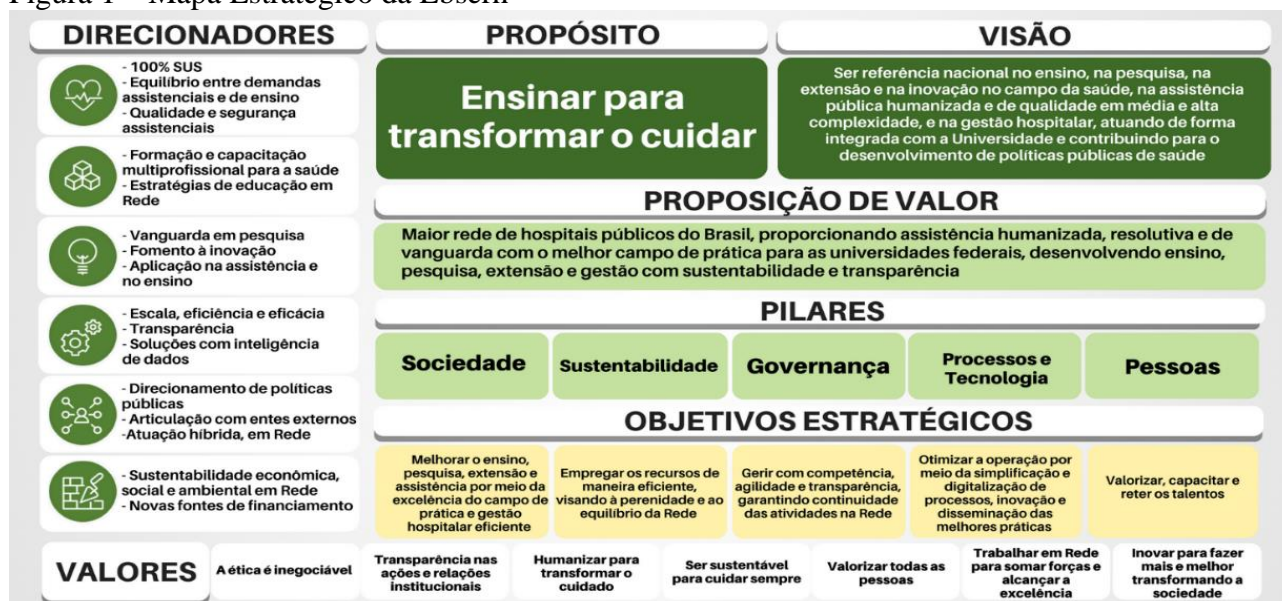 Figura 1 – Mapa Estratégico da Ebserh
DIRECIONADORES
- 100% SUS
- Equilíbrio entre demandas
assistenciais e de ensino
- Qualidade e segurança
assistenciais
- Formação e capacitação
multiprofissional para a saúde
- Estratégias de educação em
Rede
- Vanguarda em pesquisa
- Fomento à inovação
- Aplicação na assistência e
no ensino
- Escala, eficiência e eficácia
- Transparência
- Soluções com inteligência
de dados
- Direcionamento de políticas
públicas
- Articulação com entes externos
-Atuação híbrida, em Rede
- Sustentabilidade econômica,
social e ambiental em Rede
- Novas fontes de financiamento
PROPÓSITO
Ensinar para
transformar o cuidar
VISÃO
Ser referência nacional no ensino, na pesquisa, na
extensão e na inovação no campo da saúde, na assistência
pública humanizada e de qualidade em média e alta
complexidade, e na gestão hospitalar, atuando de forma
integrada com a Universidade e contribuindo para o
desenvolvimento de políticas públicas de saúde
PROPOSIÇÃO DE VALOR
Maior rede de hospitais públicos do Brasil, proporcionando assistência humanizada, resolutiva e de
vanguarda com o melhor campo de prática para as universidades federais, desenvolvendo ensino,
pesquisa, extensão e gestão com sustentabilidade e transparência
PILARES
Sociedade
Sustentabilidade
Governança
Processos e
Tecnologia
Pessoas
OBJETIVOS ESTRATÉGICOS
Melhorar o ensino,
pesquisa, extensão e
assistência por meio da
excelência do campo de
prática e gestão
hospitalar eficiente
Empregar os recursos de
maneira eficiente,
visando à perenidade e ao
equilíbrio da Rede
Gerir com competência,
agilidade e transparência,
garantindo continuidade
das atividades na Rede
Otimizar a operação por
meio da simplificação e
digitalização de
processos, inovação e
disseminação das
melhores práticas
Valorizar, capacitar e
reter os talentos
VALORES
A ética é inegociável
Transparência nas
ações e relações
institucionais
Humanizar para
transformar o
cuidado
Ser sustentável
para cuidar sempre
Valorizar todas as
pessoas
Trabalhar em Rede
para somar forças e
alcançar a
excelência
Inovar para fazer
mais e melhor
transformando a
sociedade